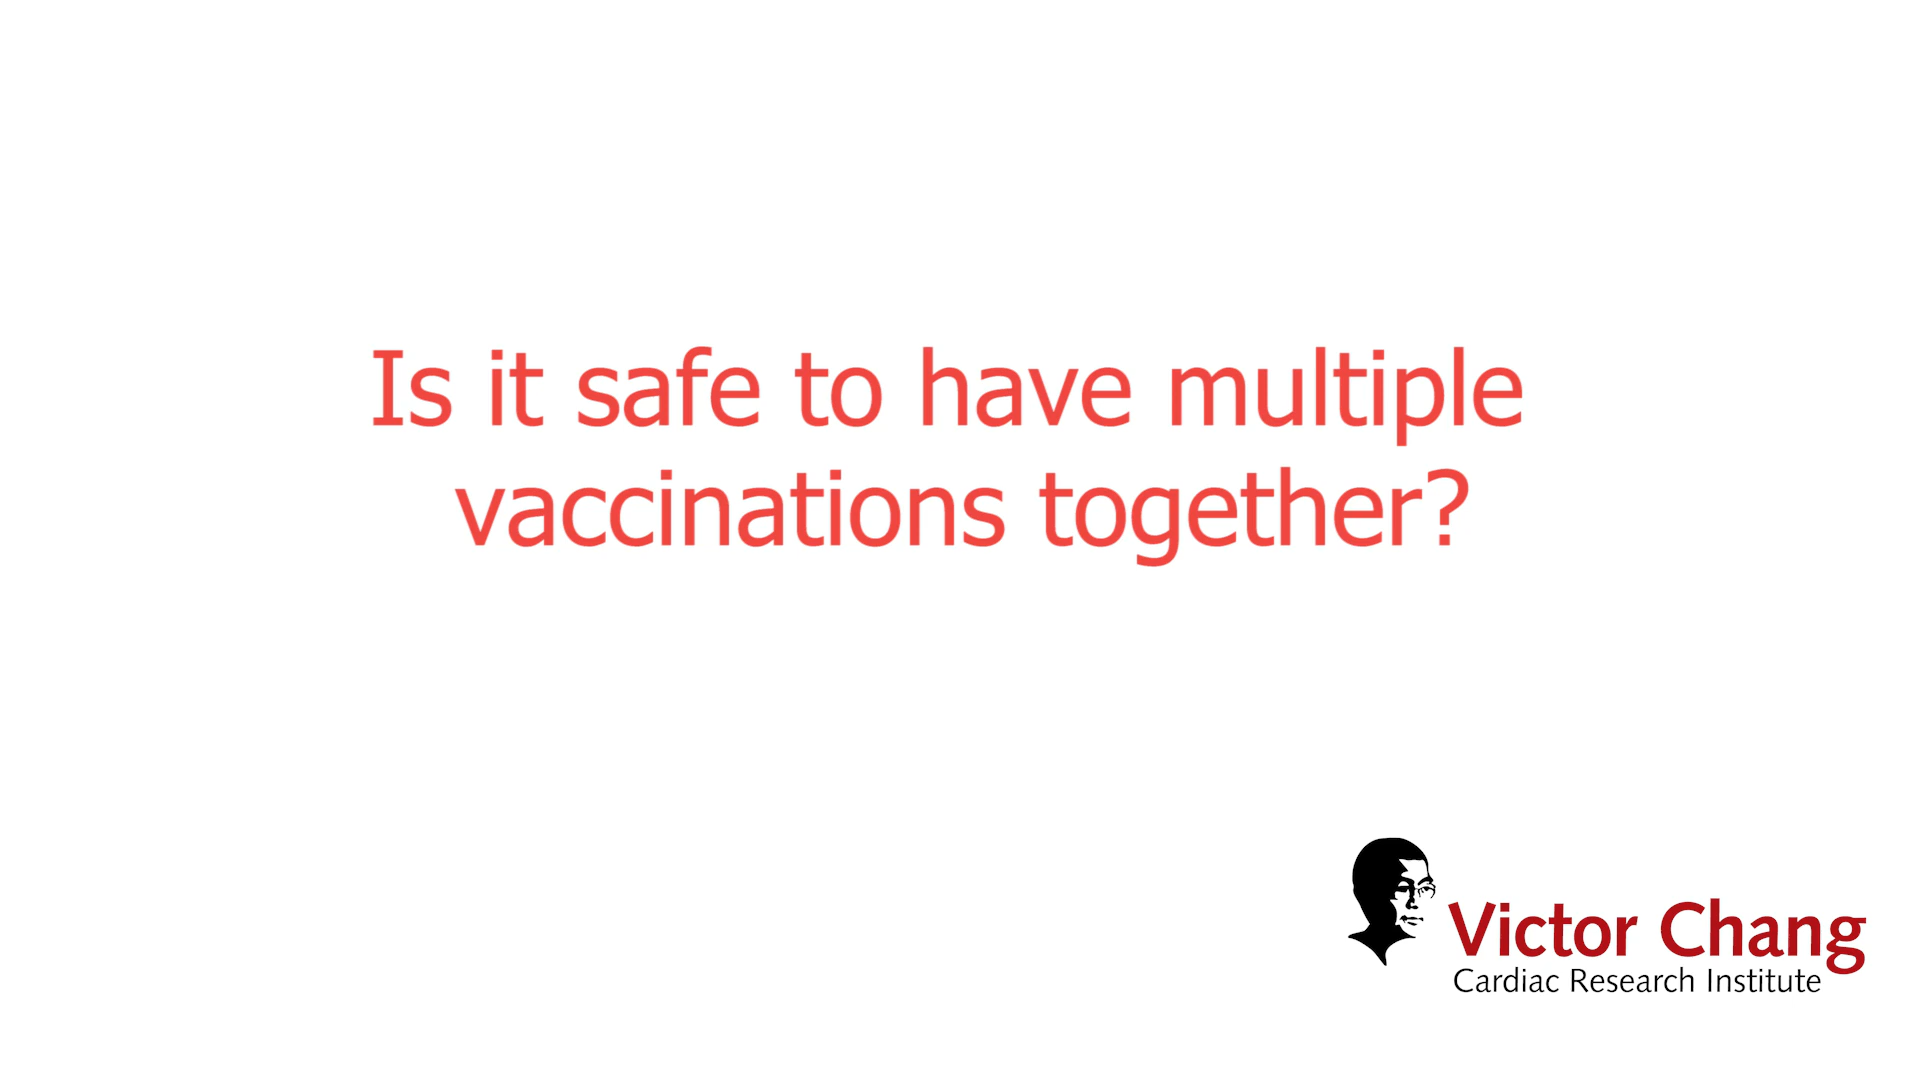 Is it safe to have multiple
vaccinations together?
Victor Chang
Cardiac Research Institute